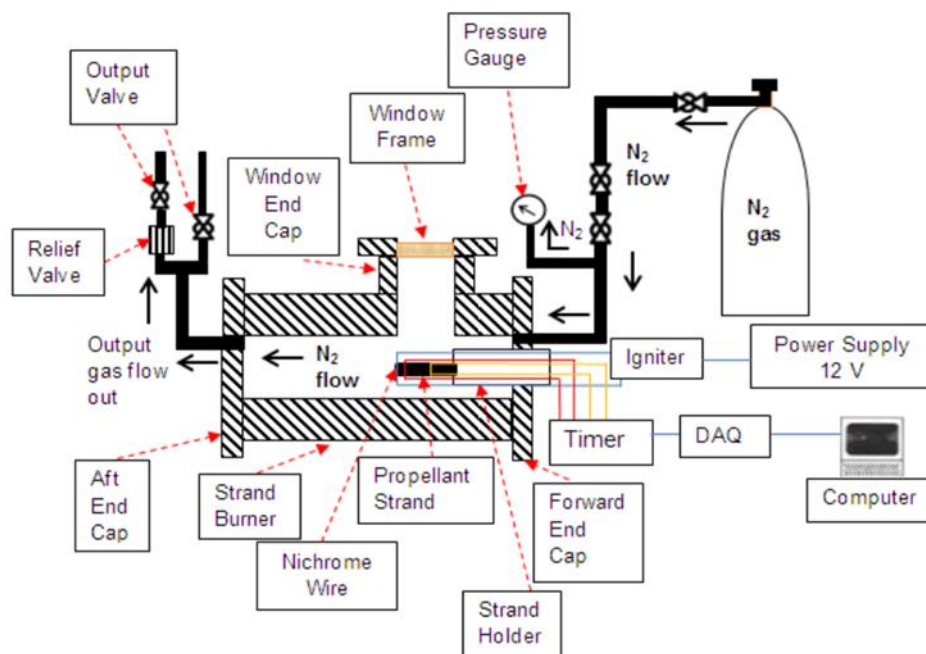 Pressure
Gauge
Output
Valve
Window
Frame
N2
flow
Window
End
Cap
N2
N2
gas
Relief
Valve
Output
gas flow
out
N2
flow
Igniter
Power Supply
12 V
Timer
DAQ
Computer
Aft
End
Cap
Strand
Burner
Propellant
Strand
Forward
End
Cap
Nichrome
Wire
Strand
Holder